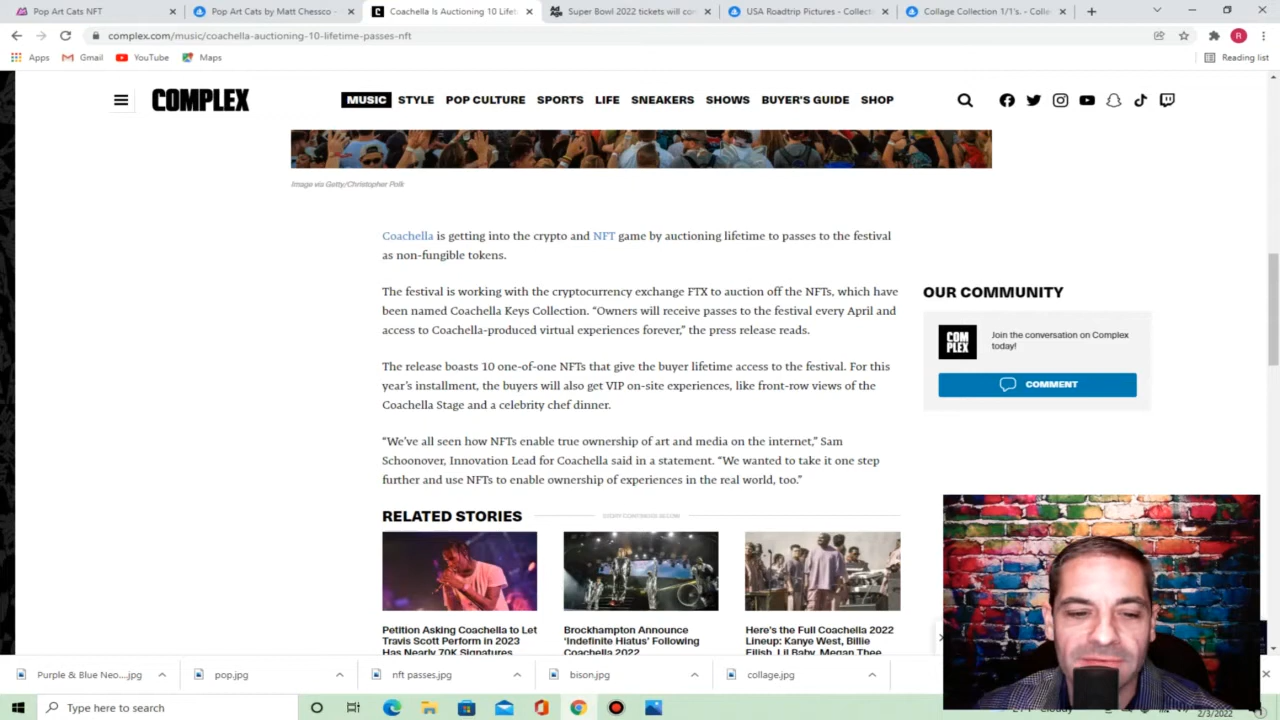 Pop Art Cats NFT
Pop Art Cats by Matt Chessco -
Coachella Is Auctioning 10 Lifeti
Super Bowl 2022 tickets will com
USA Roadtrip Pictures - Collecti
Collage Collection 1/1's. - Collec
complex.com/music/coachella-auctioning-10-lifetime-passes-nft
R
Apps
Gmail
YouTube
Maps
Reading list
COMPLEX
MUSIC STYLE POP CULTURE SPORTS LIFE SNEAKERS SHOWS BUYER'S GUIDE SHOP
Image via Getty/Christopher Polk
Coachella is getting into the crypto and NFT game by auctioning lifetime to passes to the festival
as non-fungible tokens.
The festival is working with the cryptocurrency exchange FTX to auction off the NFTs, which have
been named Coachella Keys Collection. “Owners will receive passes to the festival every April and
access to Coachella-produced virtual experiences forever,” the press release reads.
The release boasts 10 one-of-one NFTs that give the buyer lifetime access to the festival. For this
year’s installment, the buyers will also get VIP on-site experiences, like front-row views of the
Coachella Stage and a celebrity chef dinner.
“We’ve all seen how NFTs enable true ownership of art and media on the internet,” Sam
Schoonover, Innovation Lead for Coachella said in a statement. “We wanted to take it one step
further and use NFTs to enable ownership of experiences in the real world, too.”
OUR COMMUNITY
COM
PLEX
Join the conversation on Complex
today!
COMMENT
RELATED STORIES
Petition Asking Coachella to Let
Travis Scott Perform in 2023
Has Nearly 70K Signatures
Brockhampton Announce
‘Indefinite Hiatus’ Following
Coachella 2022
Here’s the Full Coachella 2022
Lineup: Kanye West, Billie
Eilish, Lil Baby, Megan Thee
Purple & Blue Neo....jpg
pop.jpg
nft passes.jpg
bison.jpg
collage.jpg
Type here to search
2/3/2022